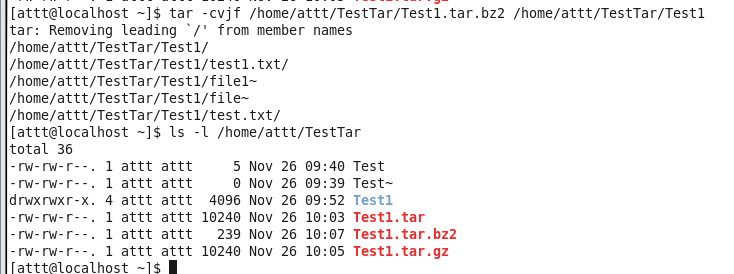 [attt@localhost ~]$ tar -cvjf /home/attt/TestTar/Test1.tar.bz2 /home/attt/TestTar/Test1
tar: Removing leading `/' from member names
/home/attt/TestTar/Test1/
/home/attt/TestTar/Test1/test1.txt/
/home/attt/TestTar/Test1/file1~
/home/attt/TestTar/Test1/file~
/home/attt/TestTar/Test1/test.txt/
[attt@localhost ~]$ ls -l /home/attt/TestTar
total 36
-rw-rw-r--. 1 attt attt     5 Nov 26 09:40 Test
-rw-rw-r--. 1 attt attt     0 Nov 26 09:39 Test~
drwxrwxr-x. 4 attt attt  4096 Nov 26 09:52 Test1
-rw-rw-r--. 1 attt attt 10240 Nov 26 10:03 Test1.tar
-rw-rw-r--. 1 attt attt   239 Nov 26 10:07 Test1.tar.bz2
-rw-rw-r--. 1 attt attt 10240 Nov 26 10:05 Test1.tar.gz
[attt@localhost ~]$